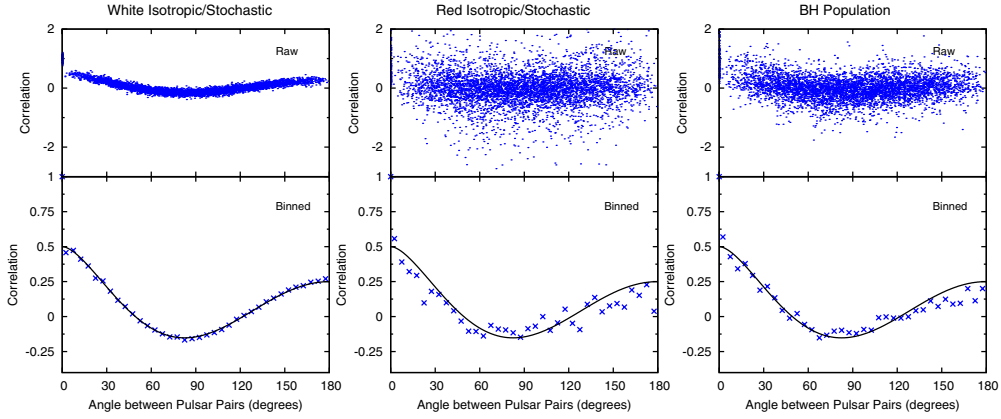 White Isotropic/Stochastic
Red Isotropic/Stochastic
BH Population
2
0
-2
Correlation
Raw
2
0
-2
Correlation
Raw
2
0
-2
Correlation
Raw
1
0.75
0.5
0.25
0
-0.25
Correlation
Binned
1
0.75
0.5
0.25
0
-0.25
Correlation
Binned
1
0.75
0.5
0.25
0
-0.25
Correlation
Binned
0 30 60 90 120 150 180
0 30 60 90 120 150 180
0 30 60 90 120 150 180
Angle between Pulsar Pairs (degrees)
Angle between Pulsar Pairs (degrees)
Angle between Pulsar Pairs (degrees)